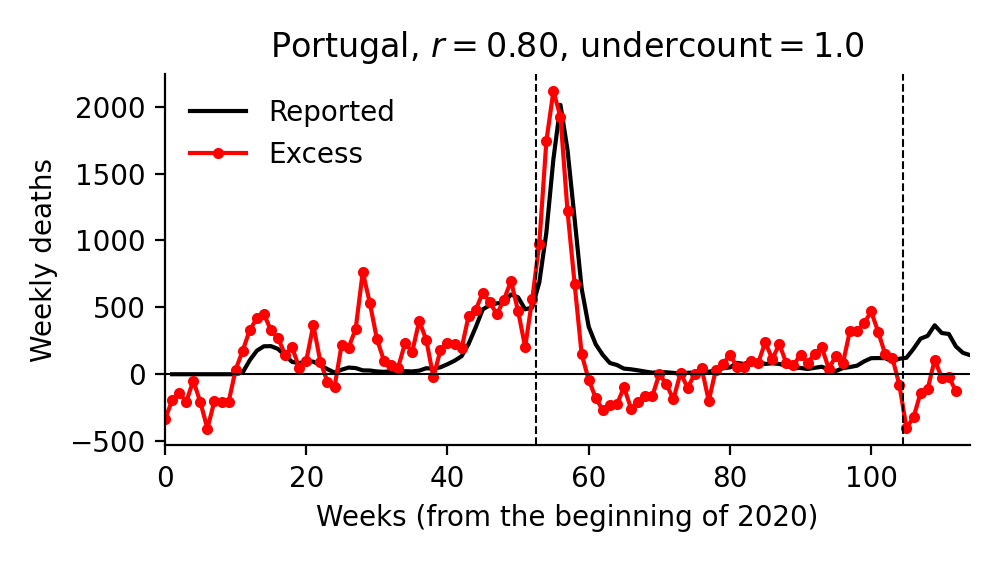 Portugal, r = 0.80, undercount = 1.0
Reported
Excess
Weekly deaths
2000
1500
1000
500
0
−500
0 20 40 60 80 100
Weeks (from the beginning of 2020)